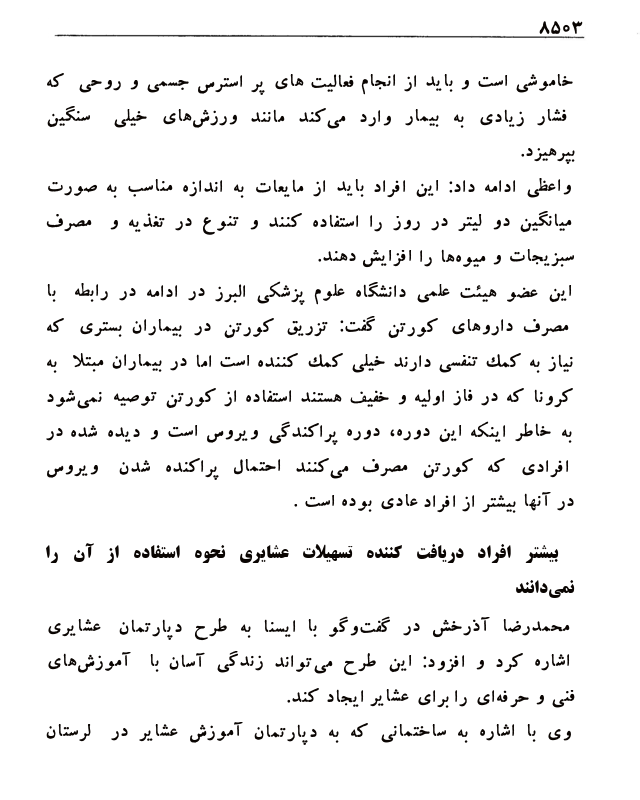 ۸۵۰۳
خاموشی است و باید از انجام فعالیت های پر استرس جسمی و روحی که
فشار زیادی به بیمار وارد می‌کند مانند ورزش‌های خیلی سنگین
بپرهیزد.
واعظی ادامه داد: این افراد باید از مایعات به اندازه مناسب به صورت
میانگین دو لیتر در روز را استفاده کنند و تنوع در تغذیه و مصرف
سبزیجات و میوه‌ها را افزایش دهند.
این عضو هیئت علمی دانشگاه علوم پزشکی البرز در ادامه در رابطه با
مصرف داروهای کورتن گفت: تزریق کورتن در بیماران بستری که
نیاز به کمك تنفسی دارند خیلی کمك کننده است اما در بیماران مبتلا به
کرونا که در فاز اولیه و خفیف هستند استفاده از کورتن توصیه نمی‌شود
به خاطر اینکه این دوره، دوره پراکندگی ویروس است و دیده شده در
افرادی که کورتن مصرف می‌کنند احتمال پراکنده شدن ویروس
در آنها بیشتر از افراد عادی بوده است .
بیشتر افراد دریافت کننده تسهیلات عشایری نحوه استفاده از آن را
نمی‌دانند
محمدرضا آذرخش در گفت‌وگو با ایسنا به طرح دپارتمان عشایری
اشاره کرد و افزود: این طرح می‌تواند زندگی آسان با آموزش‌های
فنی و حرفه‌ای را برای عشایر ایجاد کند.
وی با اشاره به ساختمانی که به دپارتمان آموزش عشایر در لرستان